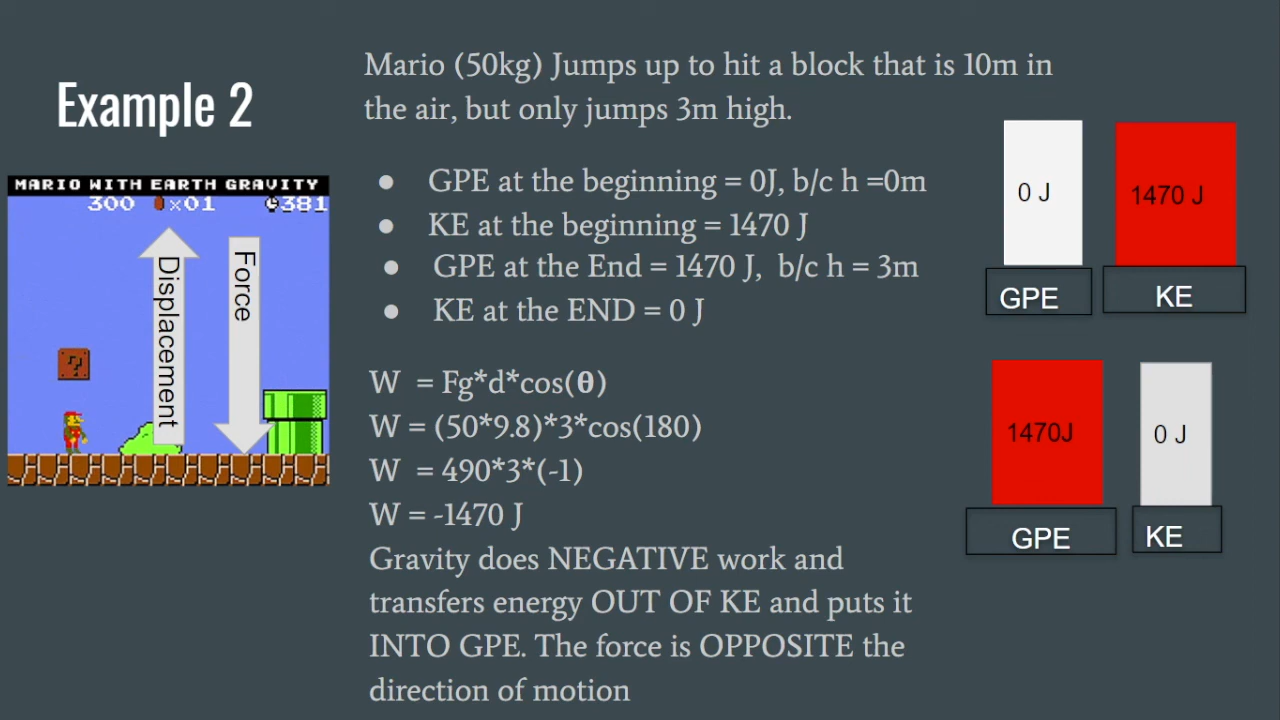 Example 2
MARIO WITH EARTH GRAVITY
300 x01 381
Displacement
Force
?
Mario (50kg) Jumps up to hit a block that is 10m in
the air, but only jumps 3m high.
● GPE at the beginning = 0J, b/c h =0m
● KE at the beginning = 1470 J
● GPE at the End = 1470 J, b/c h = 3m
● KE at the END = 0 J
W = Fg*d*cos(θ)
W = (50*9.8)*3*cos(180)
W = 490*3*(-1)
W = -1470 J
Gravity does NEGATIVE work and
transfers energy OUT OF KE and puts it
INTO GPE. The force is OPPOSITE the
direction of motion
0 J
1470 J
GPE
KE
1470J
0 J
GPE
KE